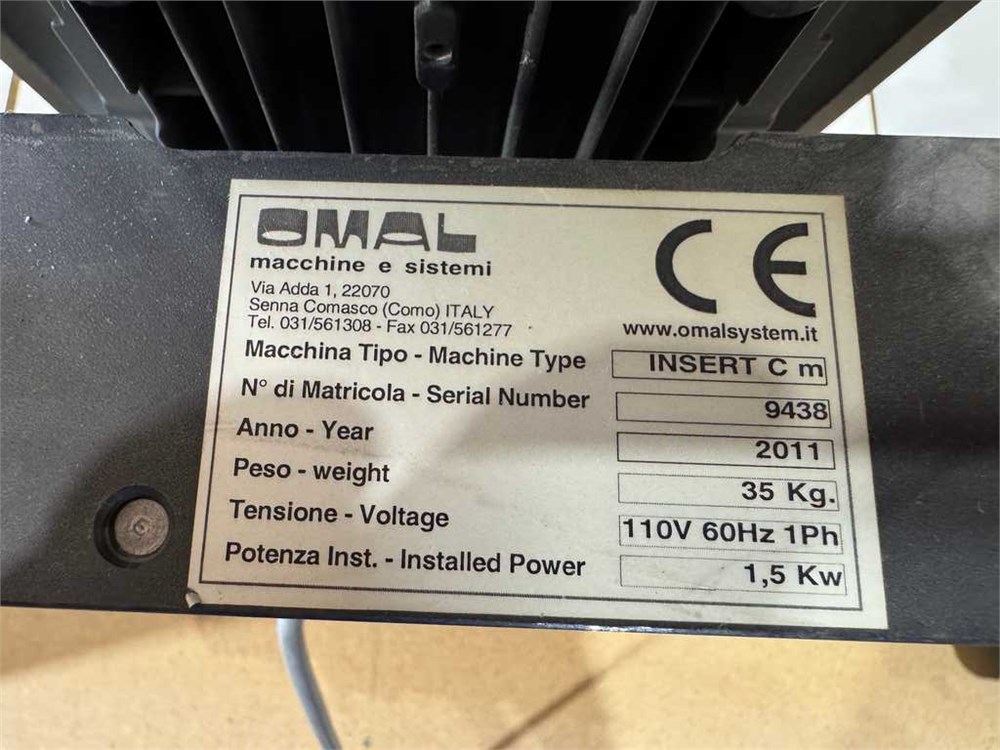 OMAL
macchine e sistemi
Via Adda 1, 22070
Senna Comasco (Como) ITALY
Tel. 031/561308 - Fax 031/561277
CE
www.omalsystem.it
Macchina Tipo - Machine Type INSERT C m
N° di Matricola - Serial Number 9438
Anno - Year 2011
Peso - weight 35 Kg.
Tensione - Voltage 110V 60Hz 1Ph
Potenza Inst. - Installed Power 1,5 Kw